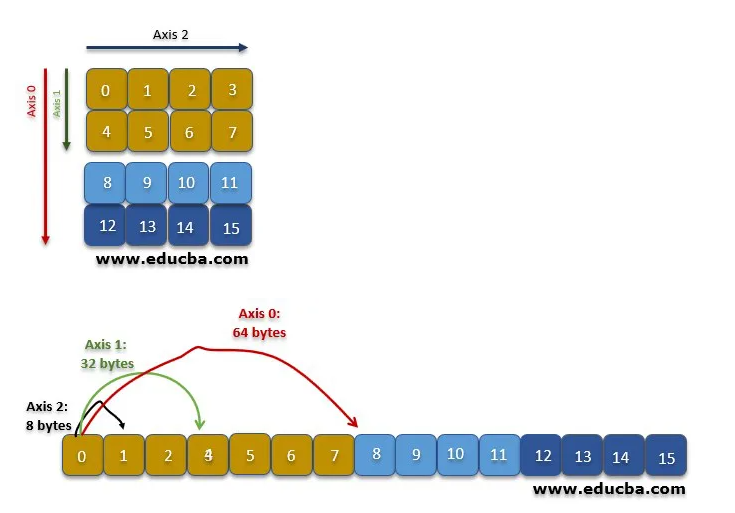 Axis 2
Axis 0
Axis 1
0 1 2 3
4 5 6 7
8 9 10 11
12 13 14 15
www.educba.com
Axis 0:
64 bytes
Axis 1:
32 bytes
Axis 2:
8 bytes
0 1 2 4 5 6 7 8 9 10 11 12 13 14 15
www.educba.com